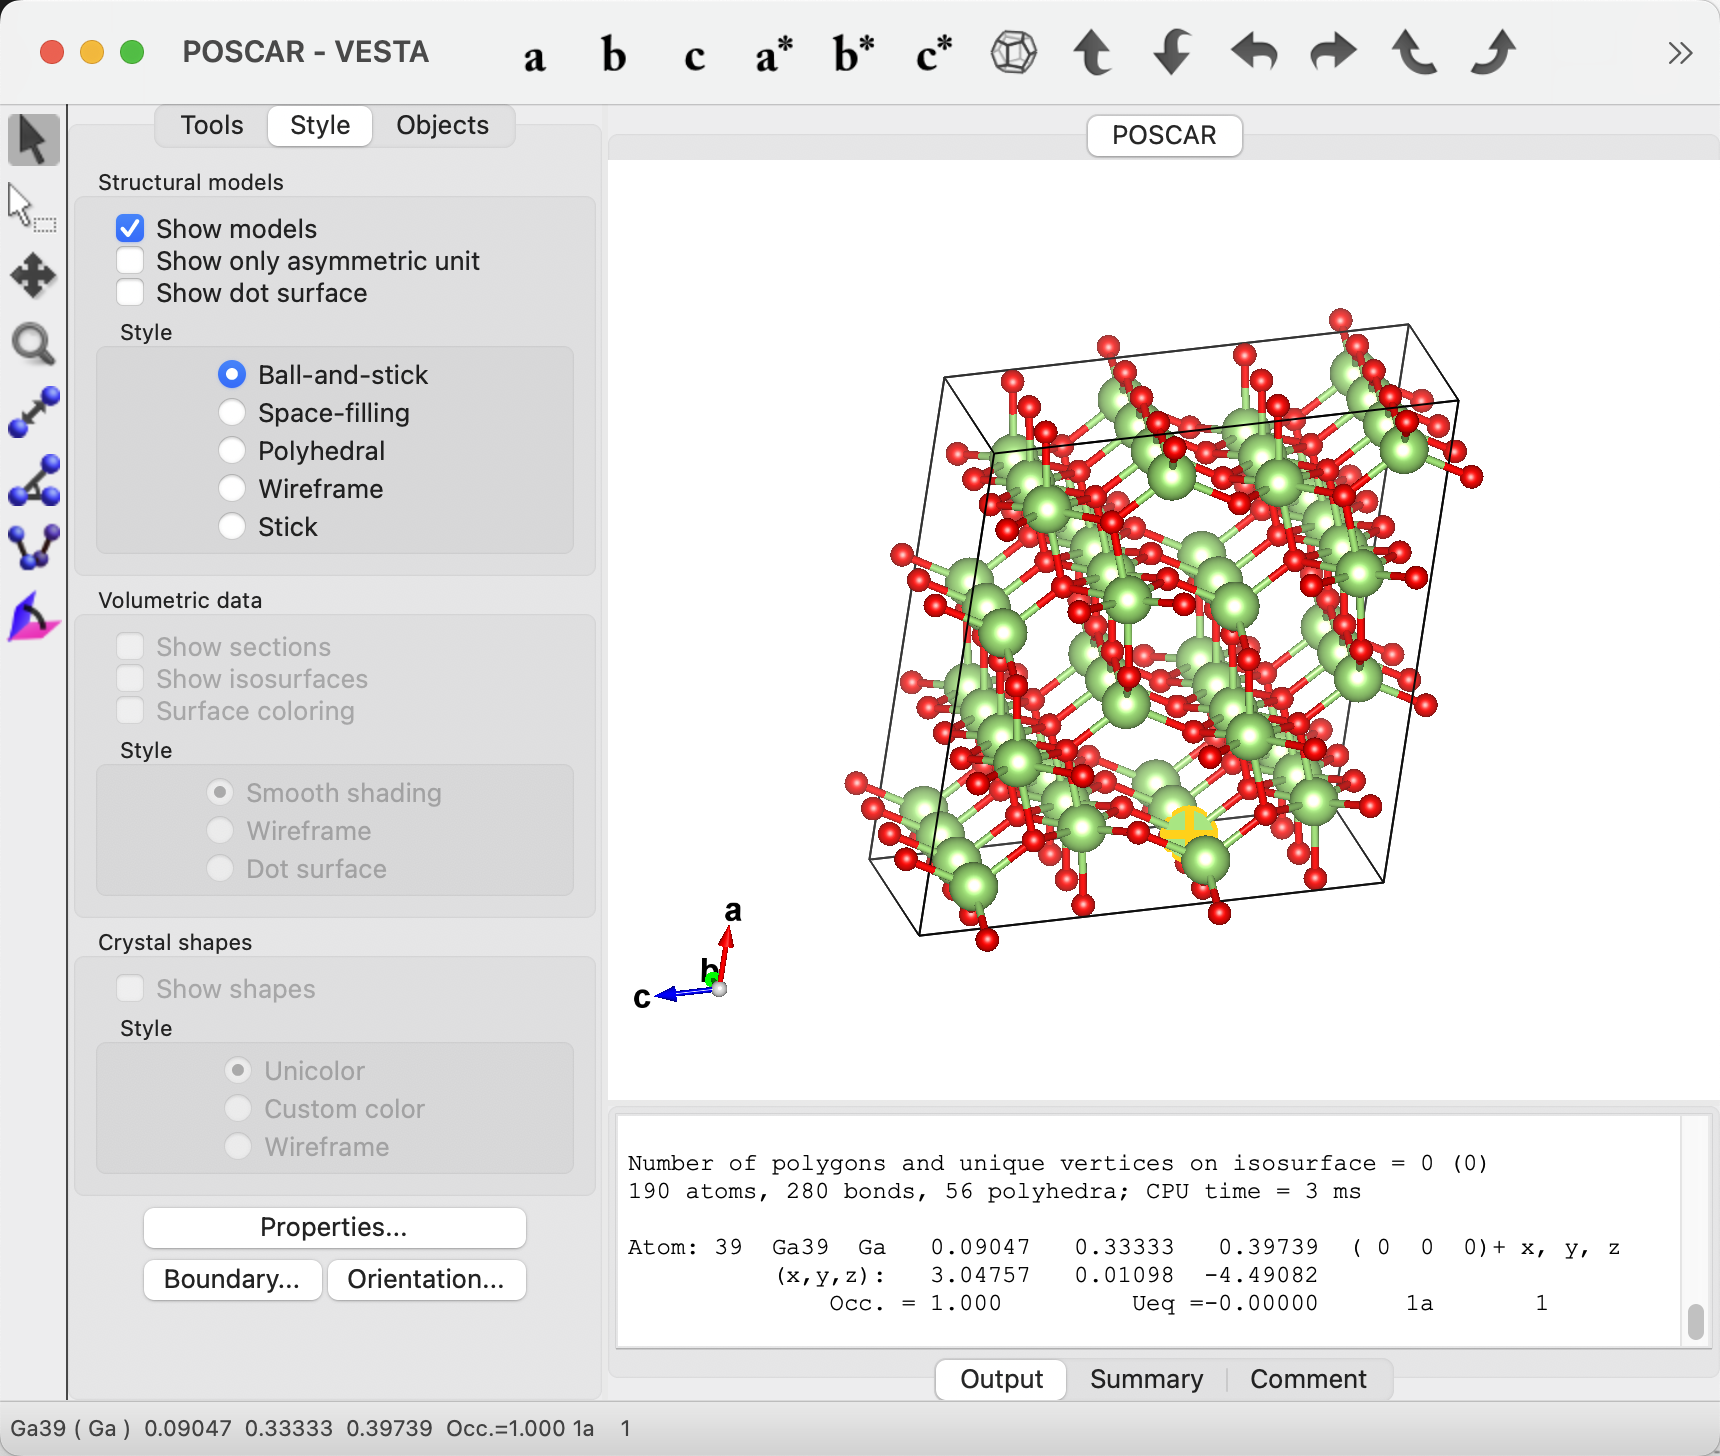 POSCAR - VESTA
a b c a* b* c*
Tools Style Objects
POSCAR
Structural models
Show models
Show only asymmetric unit
Show dot surface
Style
Ball-and-stick
Space-filling
Polyhedral
Wireframe
Stick
Volumetric data
Show sections
Show isosurfaces
Surface coloring
Style
Smooth shading
Wireframe
Dot surface
Crystal shapes
Show shapes
Style
Unicolor
Custom color
Wireframe
Properties...
Boundary... Orientation...
a
b
c
Number of polygons and unique vertices on isosurface = 0 (0)
190 atoms, 280 bonds, 56 polyhedra; CPU time = 3 ms
Atom: 39 Ga39 Ga 0.09047 0.33333 0.39739 ( 0 0 0)+ x, y, z
(x,y,z): 3.04757 0.01098 -4.49082
Occ. = 1.000 Ueq =-0.00000 1a 1
Output Summary Comment
Ga39 ( Ga ) 0.09047 0.33333 0.39739 Occ.=1.000 1a 1